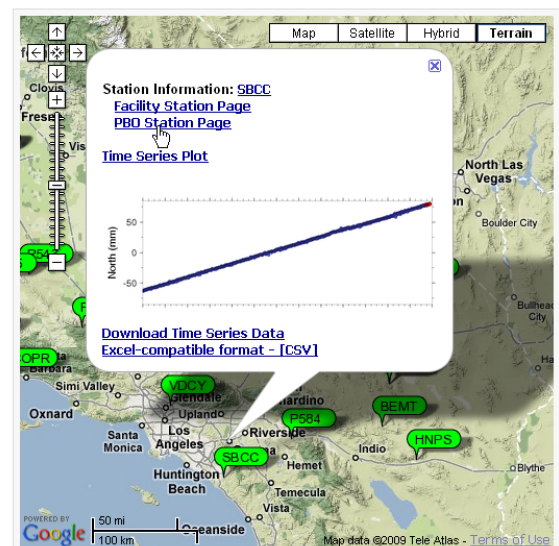 Map Satellite Hybrid Terrain
Clovis
Station Information: SBCC
Facility Station Page
PBO Station Page
Time Series Plot
North Las
Vegas
Boulder City
50
0
-50
North (mm)
Download Time Series Data
Excel-compatible format - [CSV]
OPR
Barbara
Simi Valley
VDCY
Glendale
Oxnard
Upland
Santa
Monica
Los
Angeles
Riverside
P584
BEMT
HNPS
SBCC
Indio
Hemet
Blythe
Huntington
Beach
Temecula
Vista
Oceanside
POWERED BY
Google
50 mi
100 km
Map data ©2009 Tele Atlas - Terms of Use